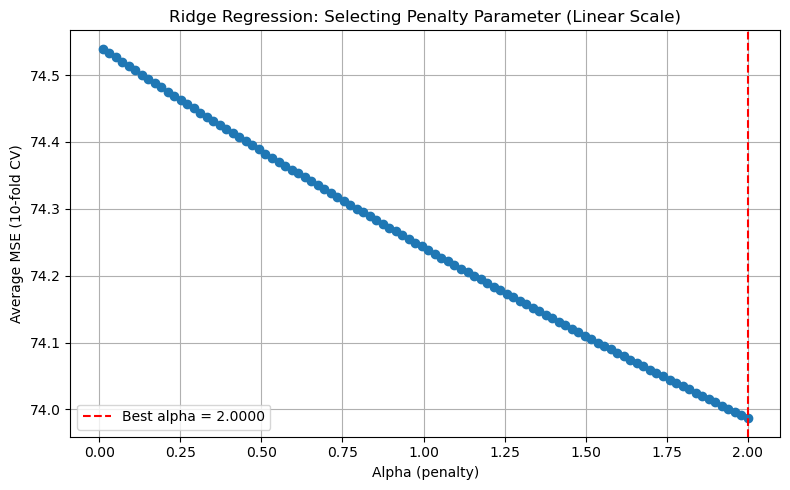 Ridge Regression: Selecting Penalty Parameter (Linear Scale)
Average MSE (10-fold CV)
74.5
74.4
74.3
74.2
74.1
74.0
Best alpha = 2.0000
0.00 0.25 0.50 0.75 1.00 1.25 1.50 1.75 2.00
Alpha (penalty)